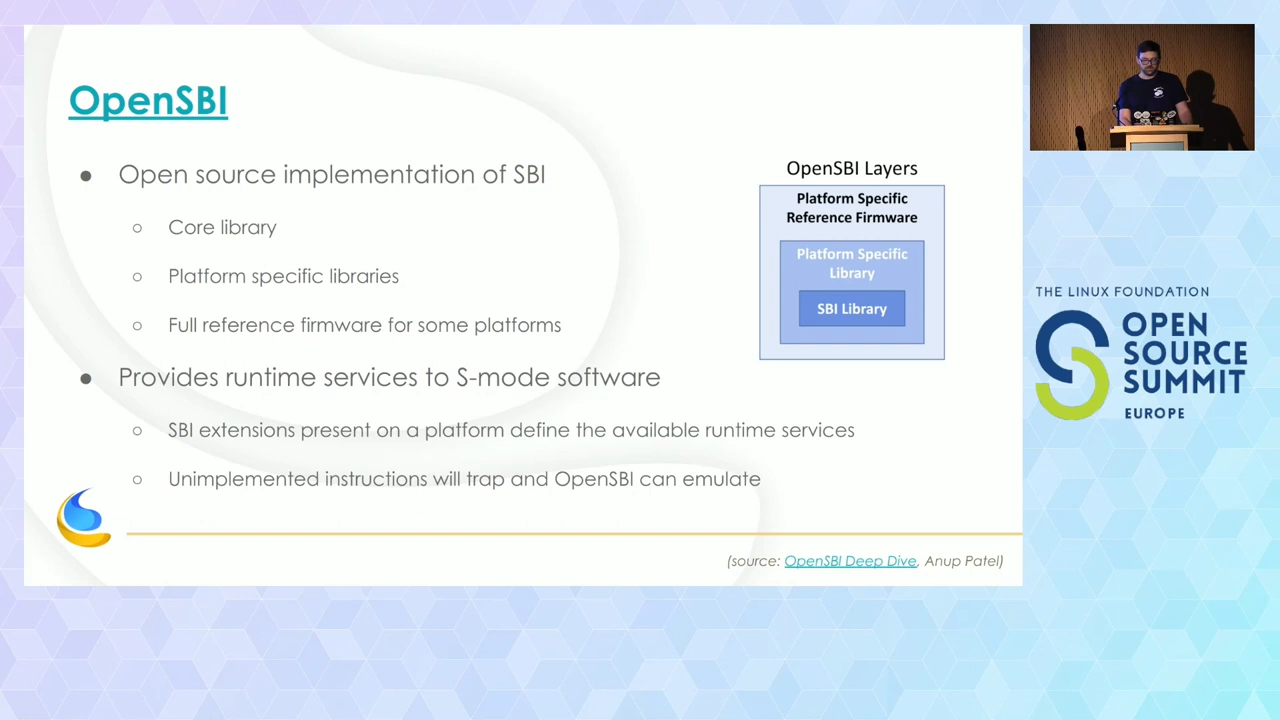 OpenSBI
● Open source implementation of SBI
○ Core library
○ Platform specific libraries
○ Full reference firmware for some platforms
● Provides runtime services to S-mode software
○ SBI extensions present on a platform define the available runtime services
○ Unimplemented instructions will trap and OpenSBI can emulate
OpenSBI Layers
Platform Specific
Reference Firmware
Platform Specific
Library
SBI Library
(source: OpenSBI Deep Dive, Anup Patel)
THE LINUX FOUNDATION
OPEN
SOURCE
SUMMIT
EUROPE